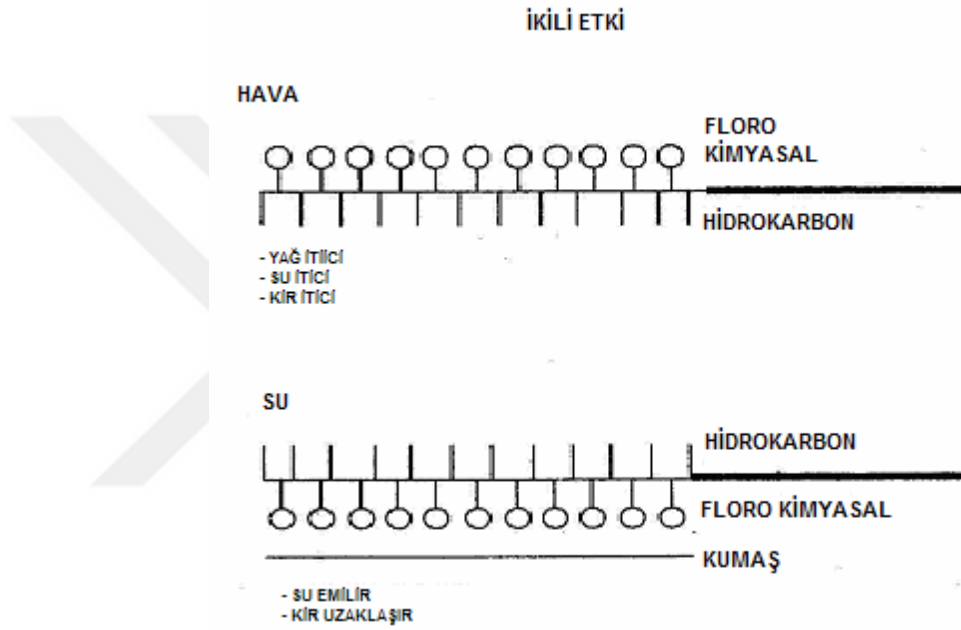 İKİLİ ETKİ
HAVA
FLORO
KİMYASAL
HİDROKARBON
- YAĞ İTİİCİ
- SU İTİCİ
- KİR İTİCİ
SU
HİDROKARBON
FLORO KİMYASAL
KUMAŞ
- SU EMİLİR
- KİR UZAKLAŞIR